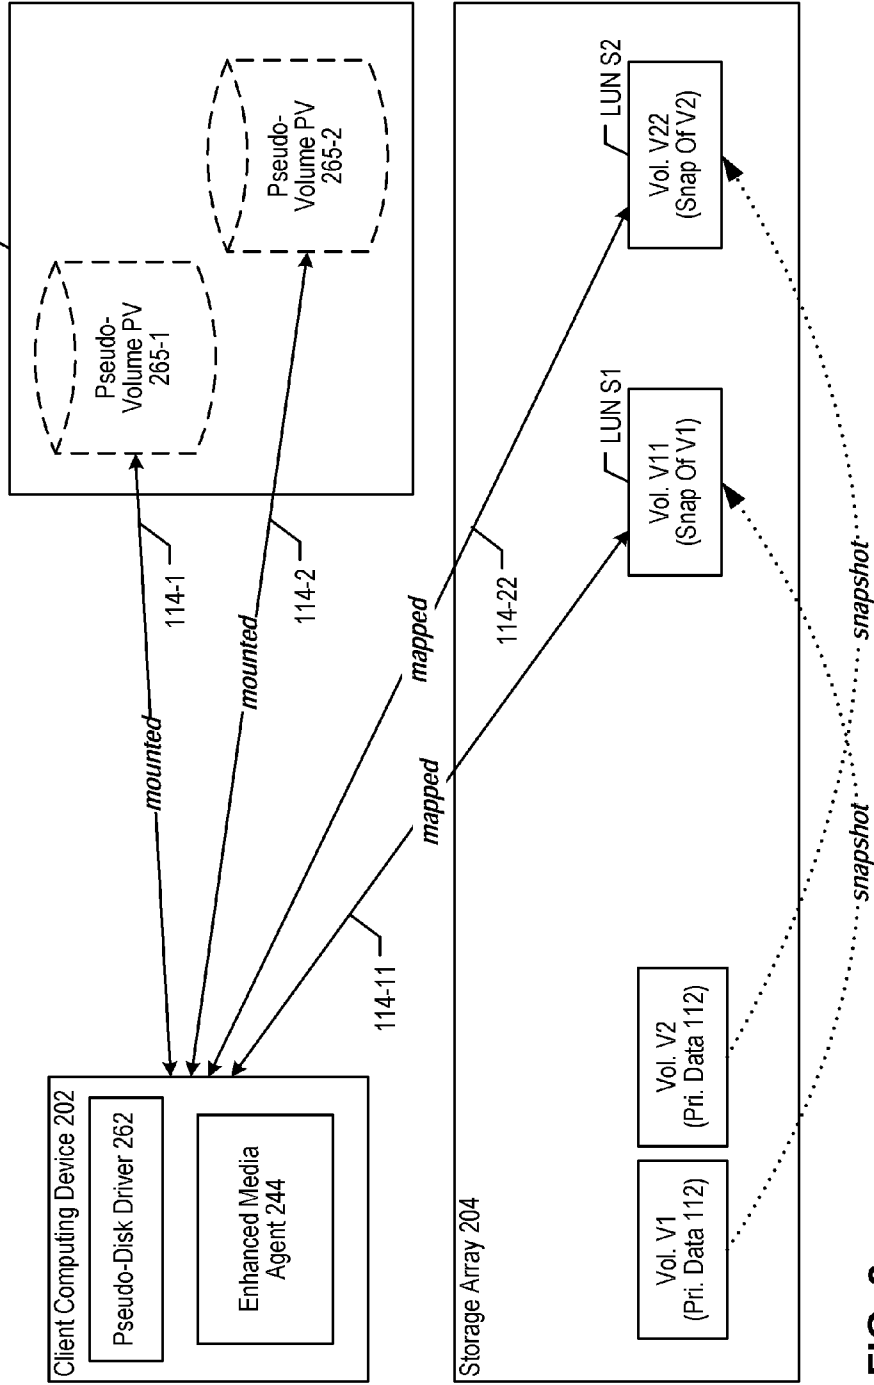 Client Computing Device 202
Pseudo-Disk Driver 262
Enhanced Media
Agent 244
Pseudo-
Volume PV
265-1
Pseudo-
Volume PV
265-2
mounted
114-1
mounted
114-2
mapped
114-22
mapped
114-11
Storage Array 204
Vol. V1
(Pri. Data 112)
Vol. V2
(Pri. Data 112)
LUN S1
Vol. V11
(Snap Of V1)
LUN S2
Vol. V22
(Snap Of V2)
snapshot
snapshot